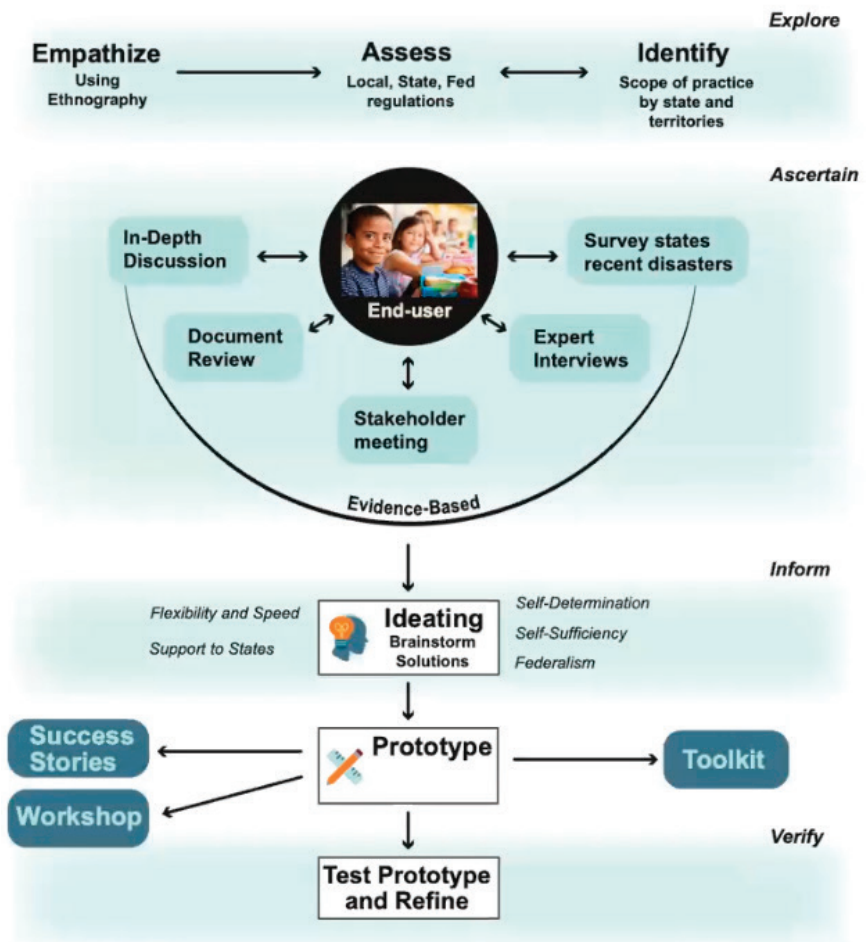 Explore
Empathize
Using
Ethnography
Assess
Local, State, Fed
regulations
Identify
Scope of practice
by state and
territories
Ascertain
In-Depth
Discussion
End-user
Survey states
recent disasters
Document
Review
Expert
Interviews
Stakeholder
meeting
Evidence-Based
Inform
Flexibility and Speed
Support to States
Ideating
Brainstorm
Solutions
Self-Determination
Self-Sufficiency
Federalism
Success
Stories
Workshop
Prototype
Toolkit
Verify
Test Prototype
and Refine